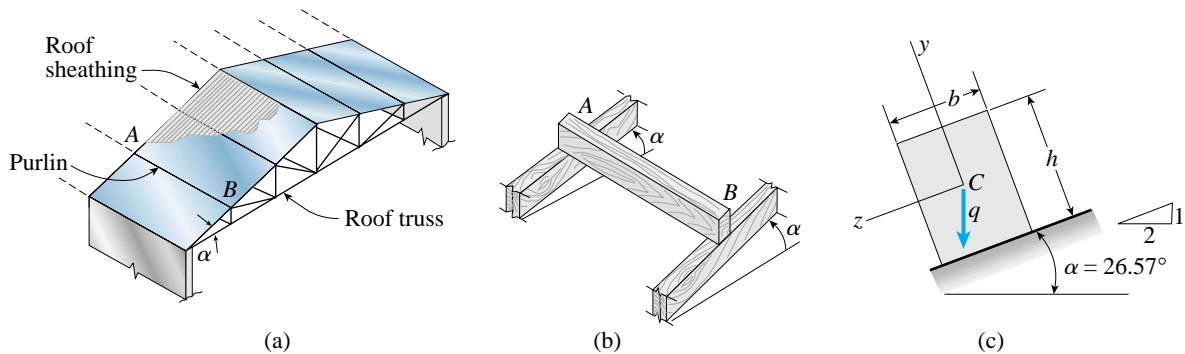 Roof
sheathing
A
Purlin
B
Roof truss
α
(a)
A
α
B
α
(b)
y
b
h
C
z
q
1
2
α = 26.57°
(c)